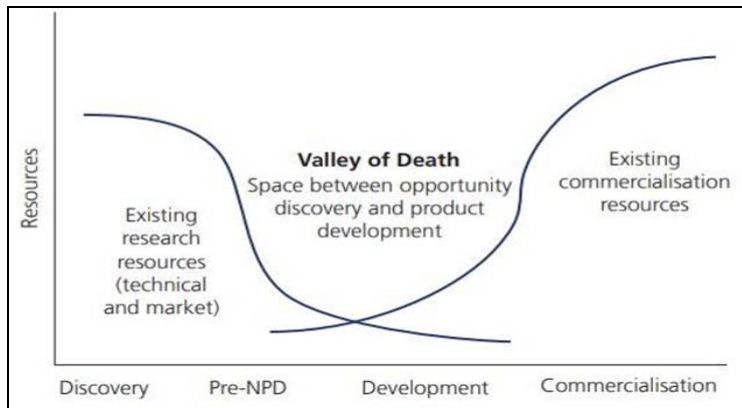 Resources
Valley of Death
Space between opportunity
discovery and product
development
Existing
research
resources
(technical
and market)
Existing
commercialisation
resources
Discovery
Pre-NPD
Development
Commercialisation